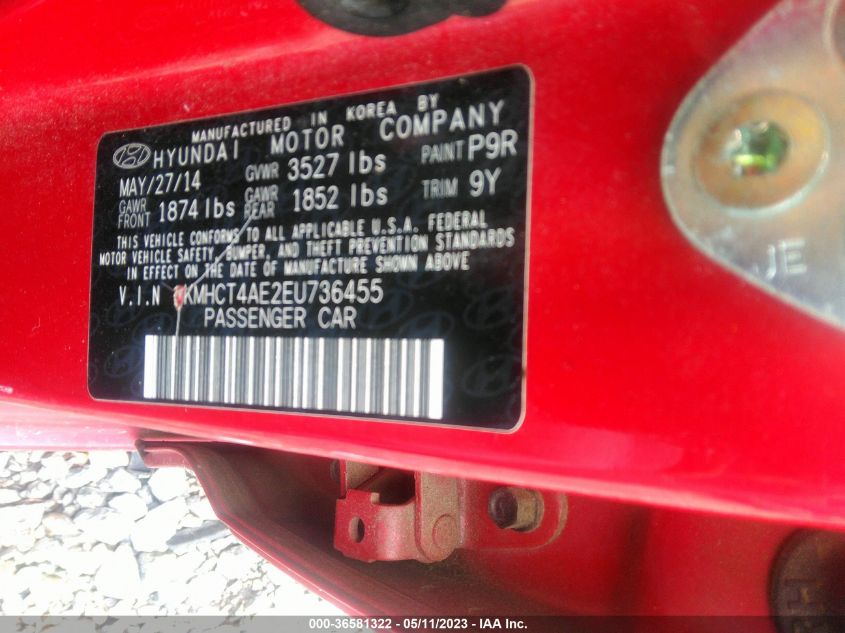 MANUFACTURED IN KOREA BY
HYUNDAI MOTOR COMPANY
MAY/27/14 GVWR 3527 lbs PAINT P9R
GAWR FRONT 1874 lbs GAWR REAR 1852 lbs TRIM 9Y
THIS VEHICLE CONFORMS TO ALL APPLICABLE U.S.A. FEDERAL
MOTOR VEHICLE SAFETY, BUMPER, AND THEFT PREVENTION STANDARDS
IN EFFECT ON THE DATE OF MANUFACTURE SHOWN ABOVE
V.I.N KMHCT4AE2EU736455
PASSENGER CAR
JE
000-36581322 - 05/11/2023 - IAA Inc.